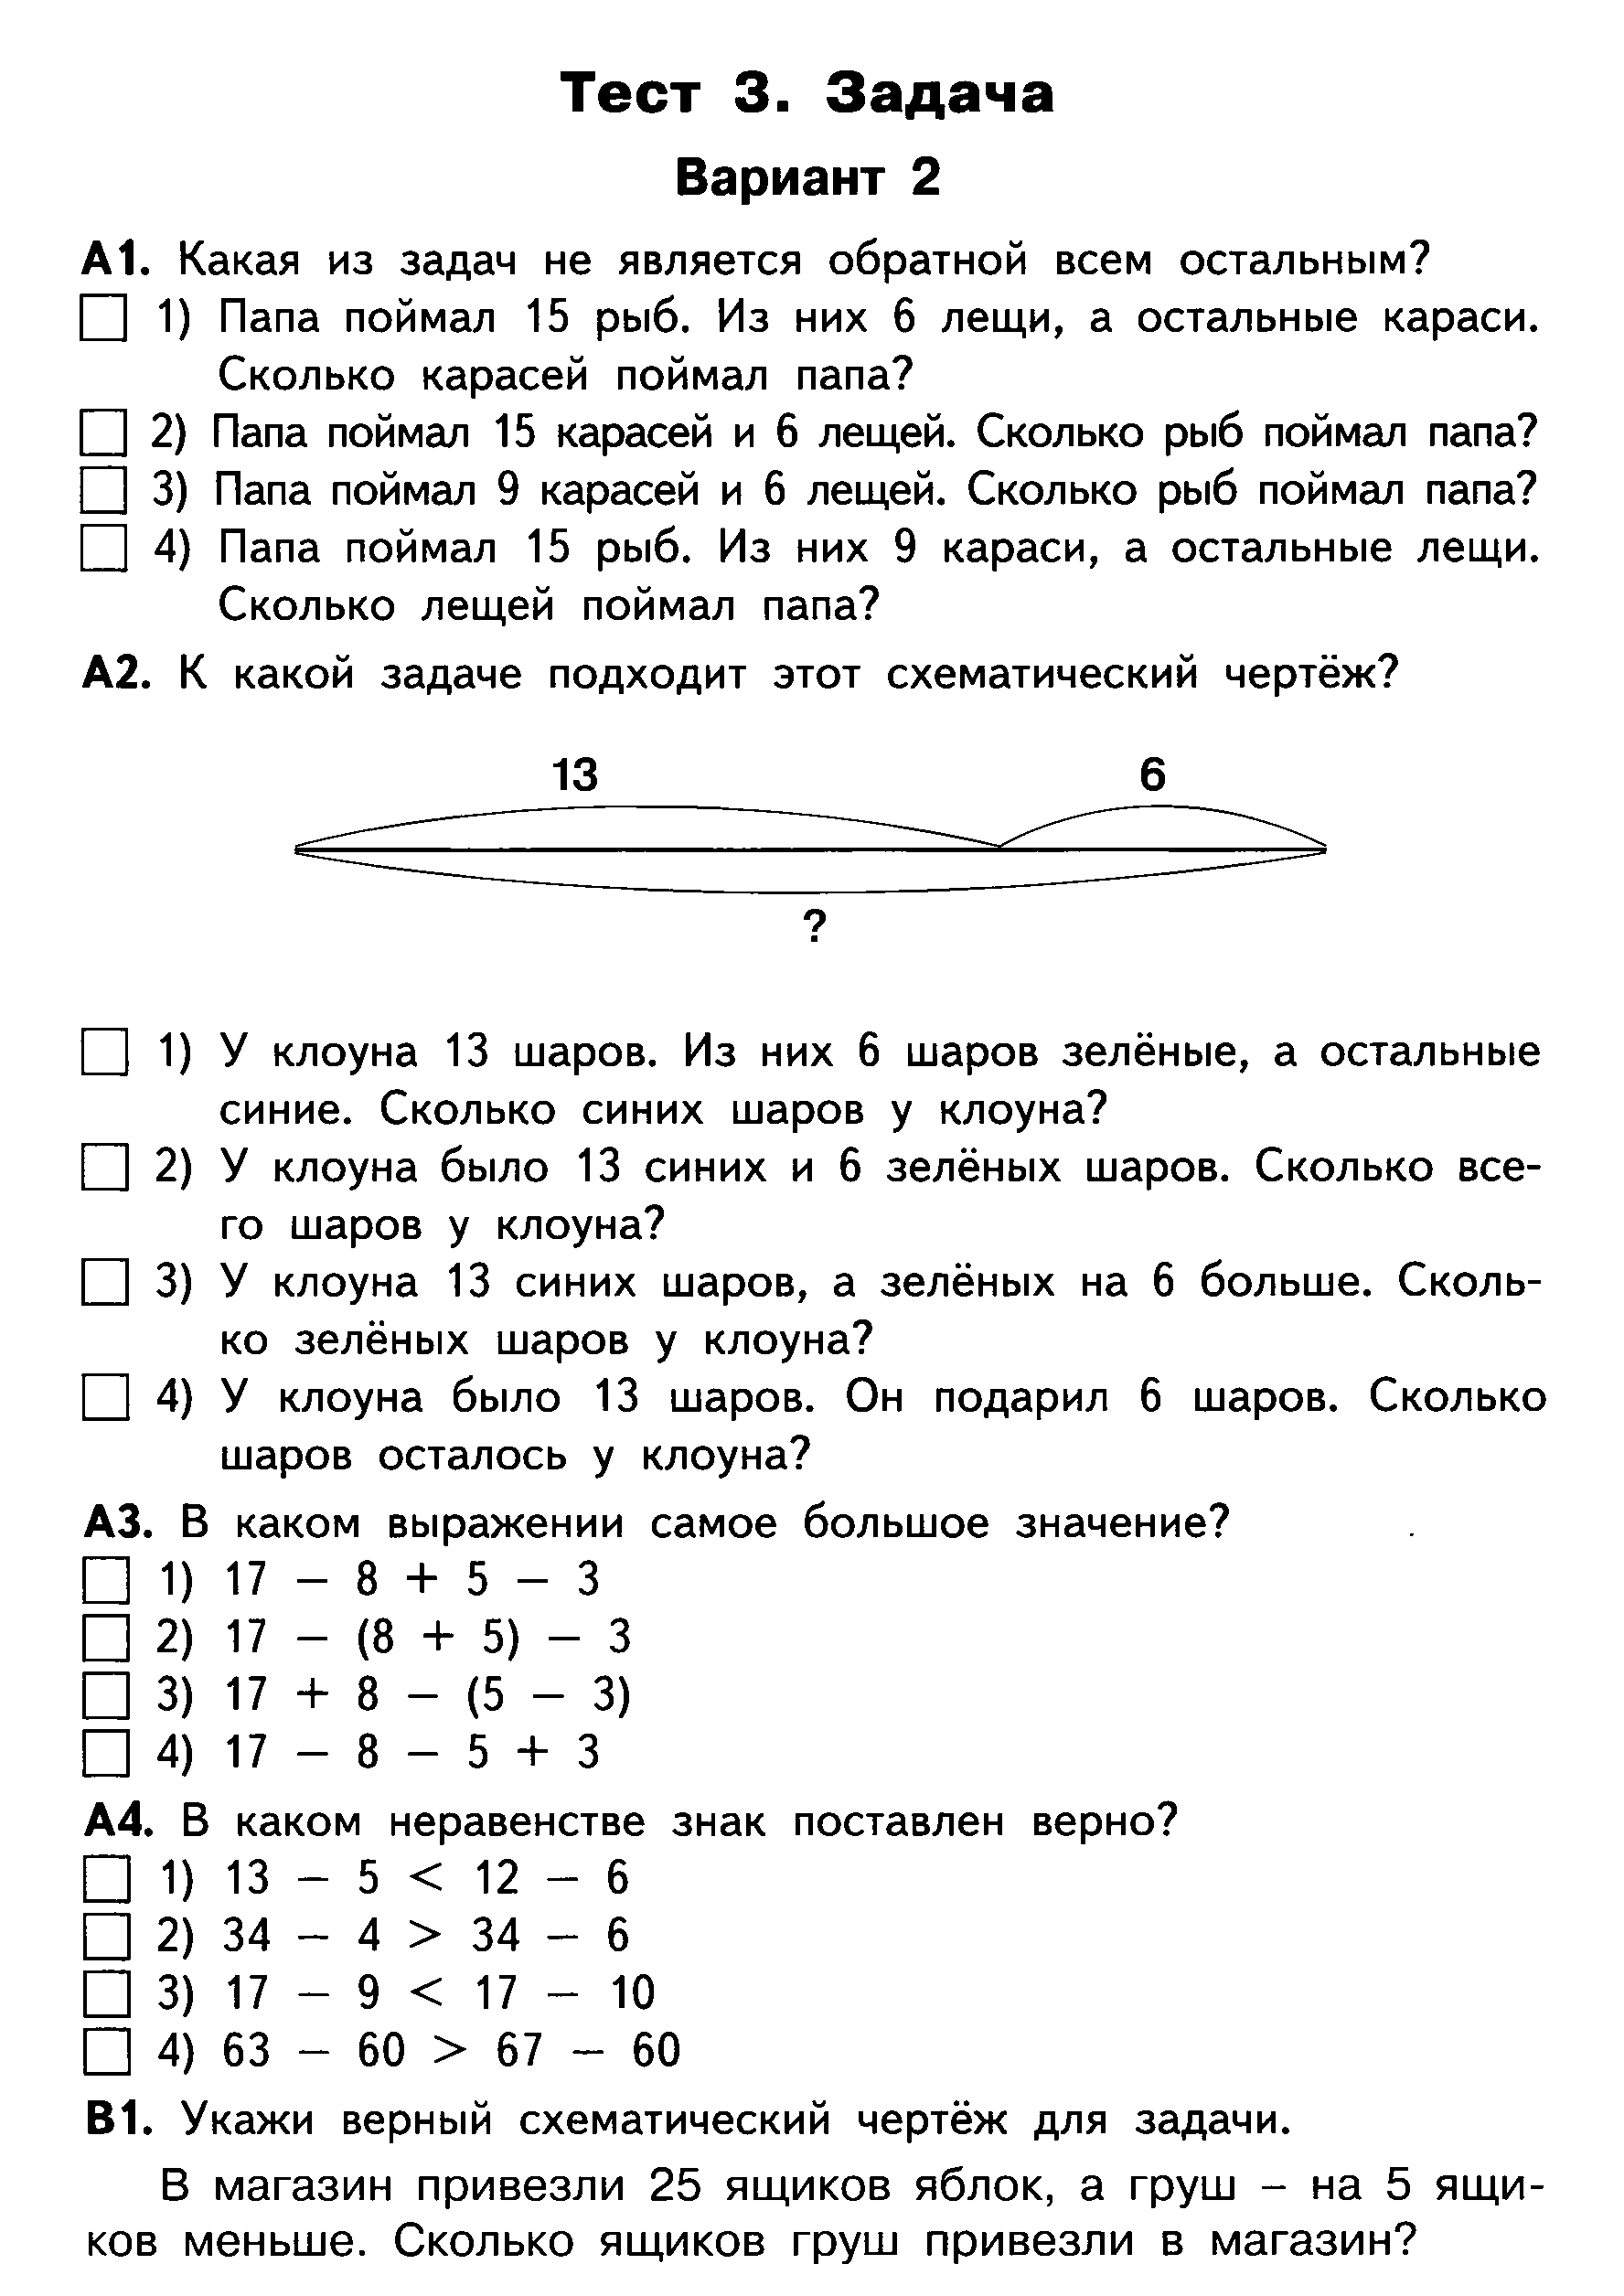 Тест 3. Задача
Вариант 2
А1. Какая из задач не является обратной всем остальным?
1) Папа поймал 15 рыб. Из них 6 лещи, а остальные караси.
Сколько карасей поймал папа?
2) Папа поймал 15 карасей и 6 лещей. Сколько рыб поймал папа?
3) Папа поймал 9 карасей и 6 лещей. Сколько рыб поймал папа?
4) Папа поймал 15 рыб. Из них 9 караси, а остальные лещи.
Сколько лещей поймал папа?
А2. К какой задаче подходит этот схематический чертёж?
13 6
?
1) У клоуна 13 шаров. Из них 6 шаров зелёные, а остальные
синие. Сколько синих шаров у клоуна?
2) У клоуна было 13 синих и 6 зелёных шаров. Сколько все-
го шаров у клоуна?
3) У клоуна 13 синих шаров, а зелёных на 6 больше. Сколь-
ко зелёных шаров у клоуна?
4) У клоуна было 13 шаров. Он подарил 6 шаров. Сколько
шаров осталось у клоуна?
А3. В каком выражении самое большое значение?
1) 17 − 8 + 5 − 3
2) 17 − (8 + 5) − 3
3) 17 + 8 − (5 − 3)
4) 17 − 8 − 5 + 3
А4. В каком неравенстве знак поставлен верно?
1) 13 − 5 < 12 − 6
2) 34 − 4 > 34 − 6
3) 17 − 9 < 17 − 10
4) 63 − 60 > 67 − 60
В1. Укажи верный схематический чертёж для задачи.
В магазин привезли 25 ящиков яблок, а груш – на 5 ящи-
ков меньше. Сколько ящиков груш привезли в магазин?